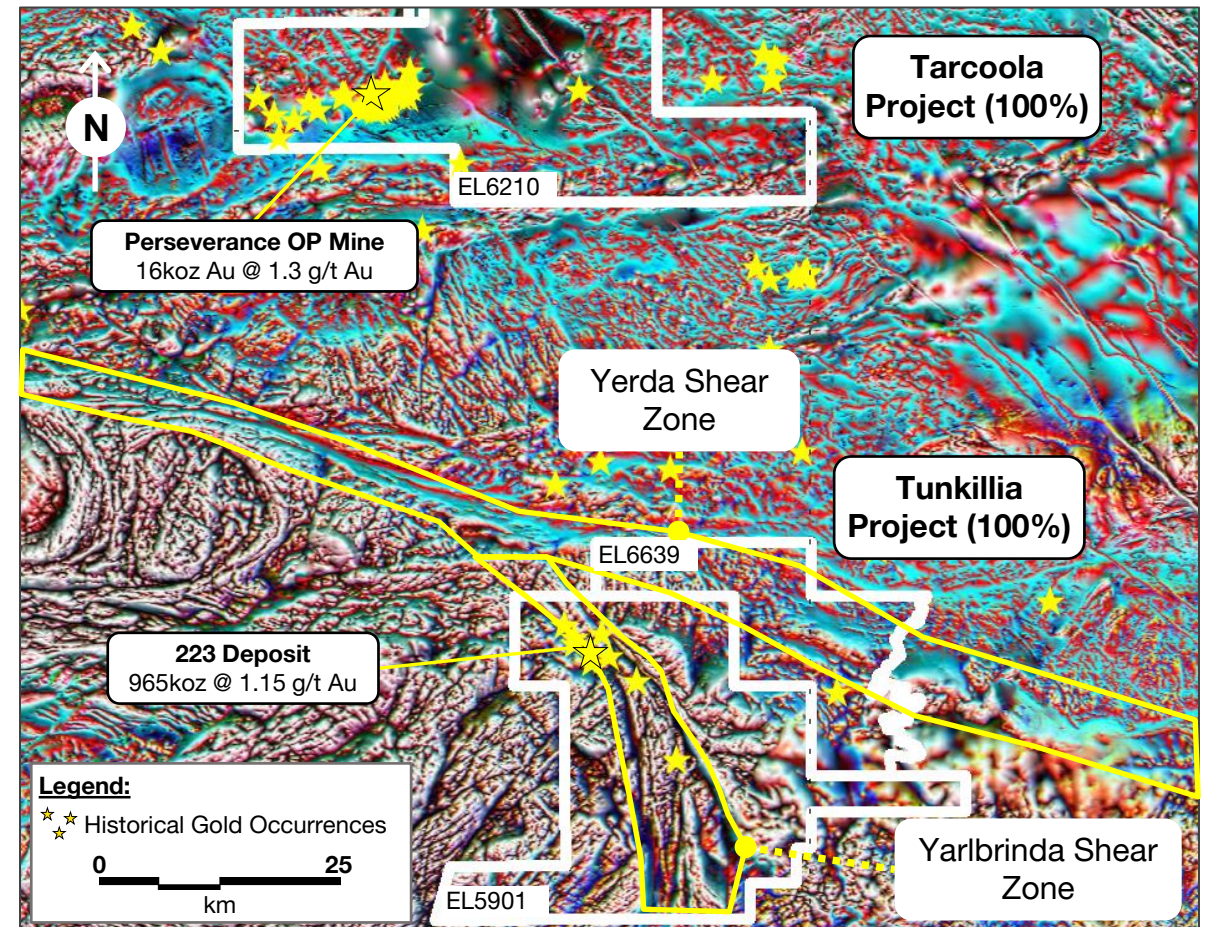 Tarcoola
Project (100%)
N
EL6210
Perseverance OP Mine
16koz Au @ 1.3 g/t Au
Yerda Shear
Zone
Tunkillia
Project (100%)
EL6639
223 Deposit
965koz @ 1.15 g/t Au
Legend:
Historical Gold Occurrences
0 25
km
Yarlbrinda Shear
Zone
EL5901